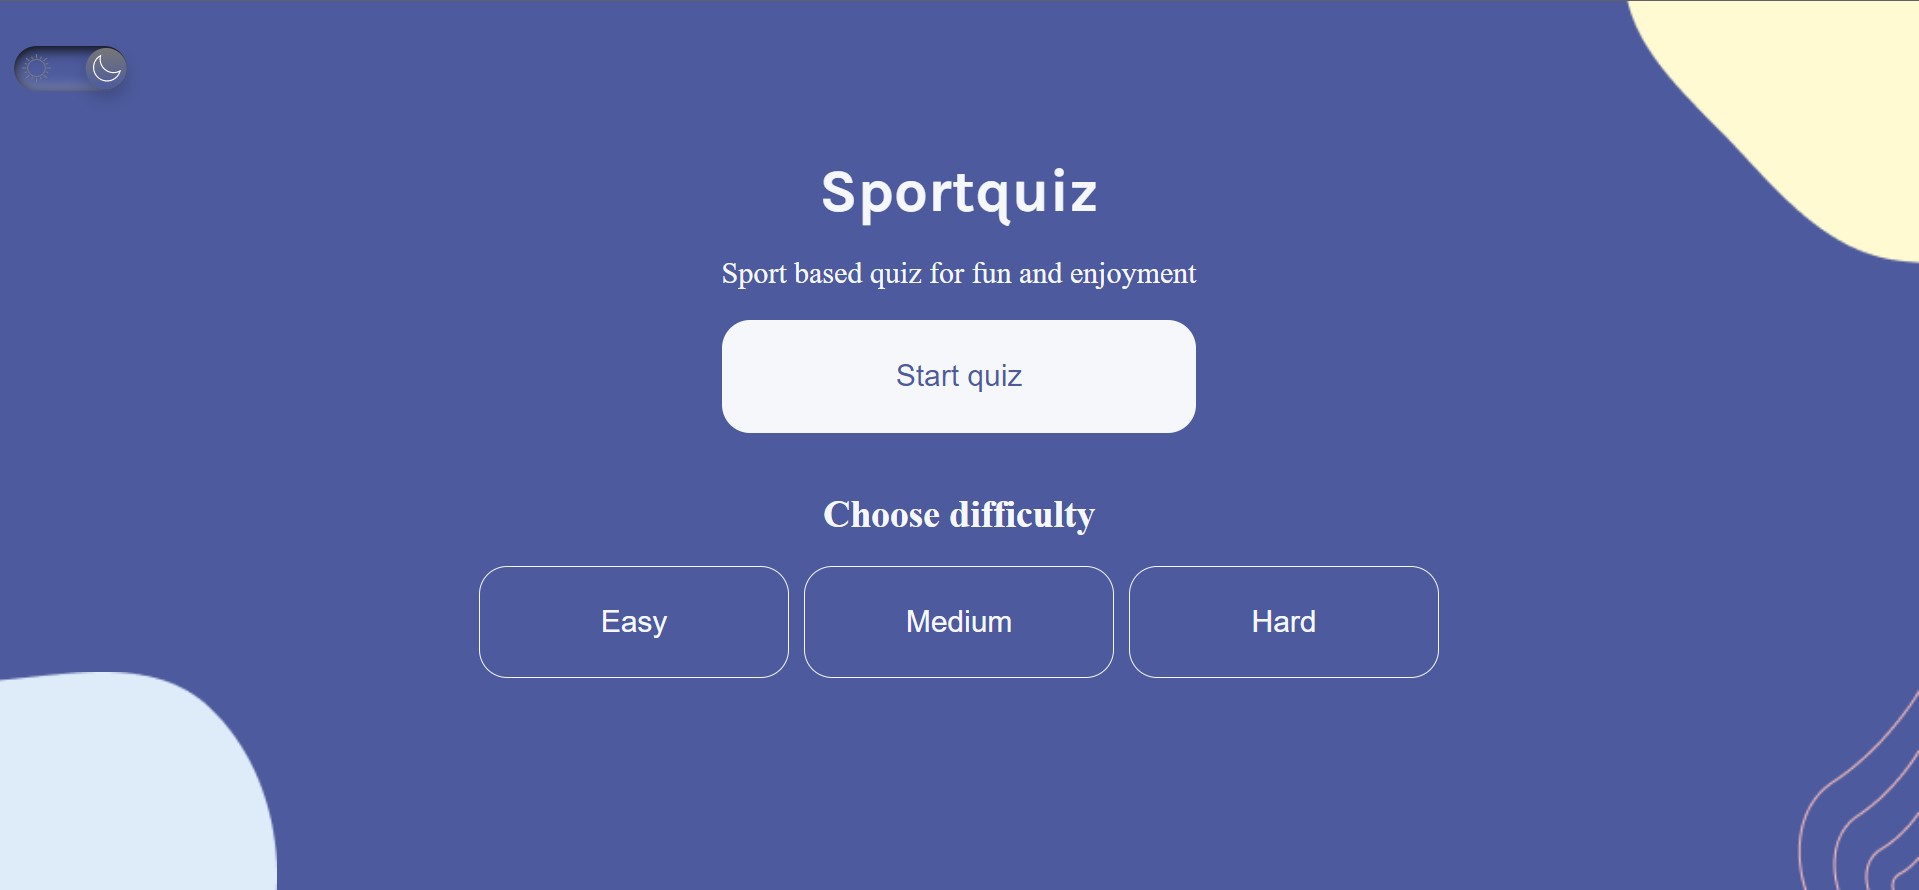 Sportquiz
Sport based quiz for fun and enjoyment
Start quiz
Choose difficulty
Easy
Medium
Hard